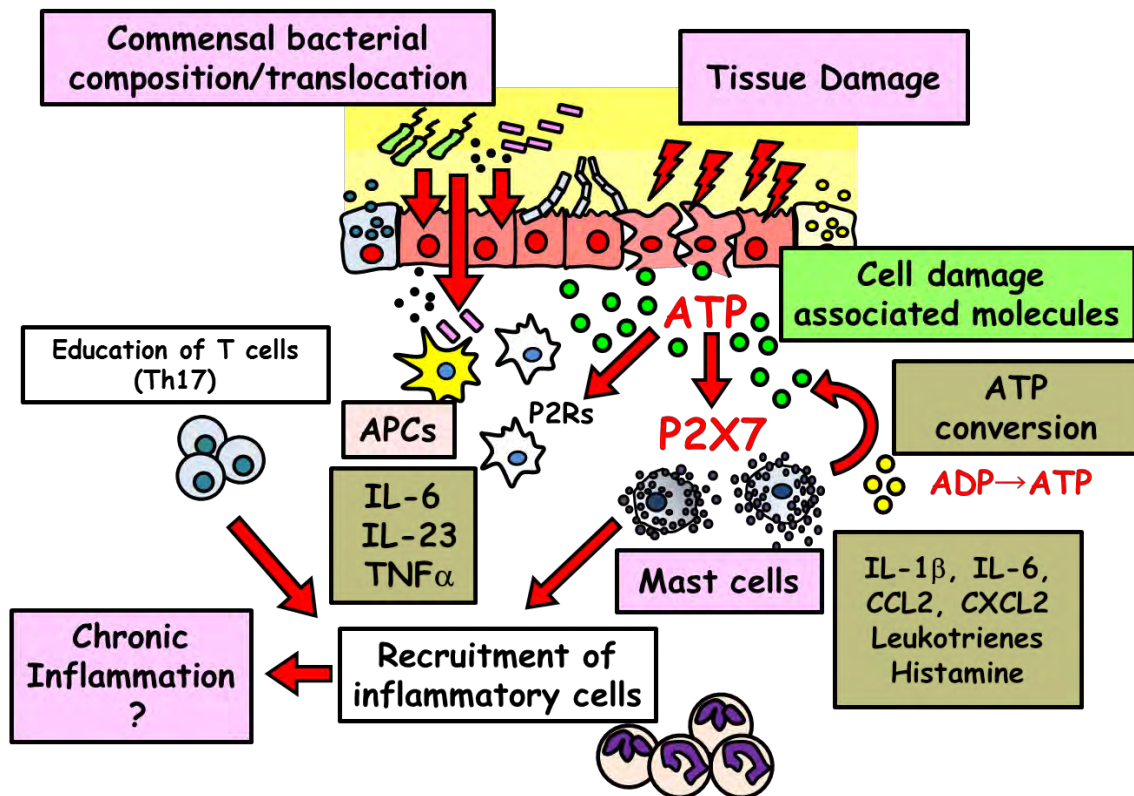 Commensal bacterial
composition/translocation
Tissue Damage
Cell damage
associated molecules
ATP
Education of T cells
(Th17)
P2Rs
APCs
P2X7
ATP
conversion
ADP→ATP
IL-6
IL-23
TNFα
Mast cells
IL-1β, IL-6,
CCL2, CXCL2
Leukotrienes
Histamine
Chronic
Inflammation
?
Recruitment of
inflammatory cells